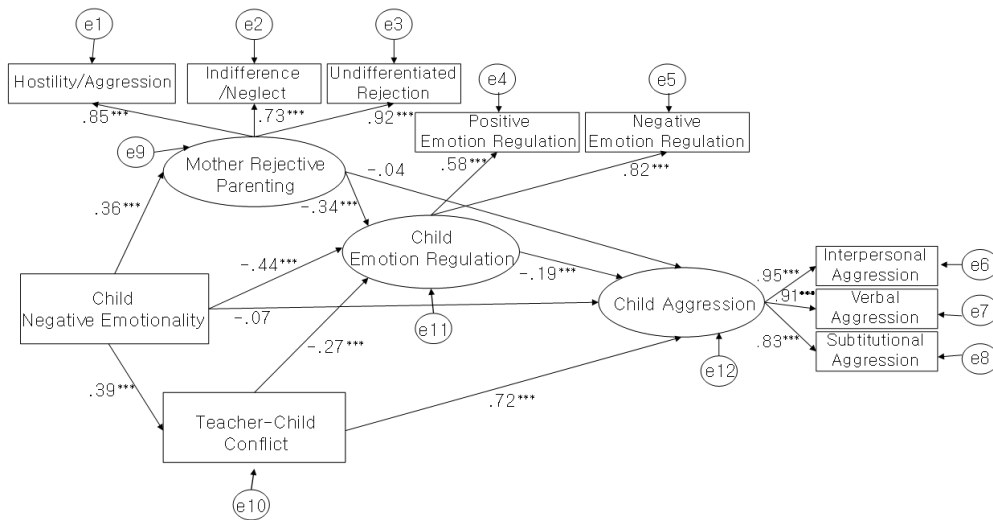 e1
e2
e3
Hostility/Aggression
Indifference
/Neglect
Undifferentiated
Rejection
e4
e5
.85***
.73***
.92***
Positive
Emotion Regulation
Negative
Emotion Regulation
e9
Mother Rejective
Parenting
-.04
.58***
.82***
.36***
-.34***
Child
Emotion Regulation
-.44***
-.19***
Interpersonal
Aggression
e6
.95***
.91***
Child
Negative Emotionality
-.07
Child Aggression
Verbal
Aggression
e7
e11
.83***
Subtitutional
Aggression
e8
-.27***
e12
.39***
.72***
Teacher-Child
Conflict
e10